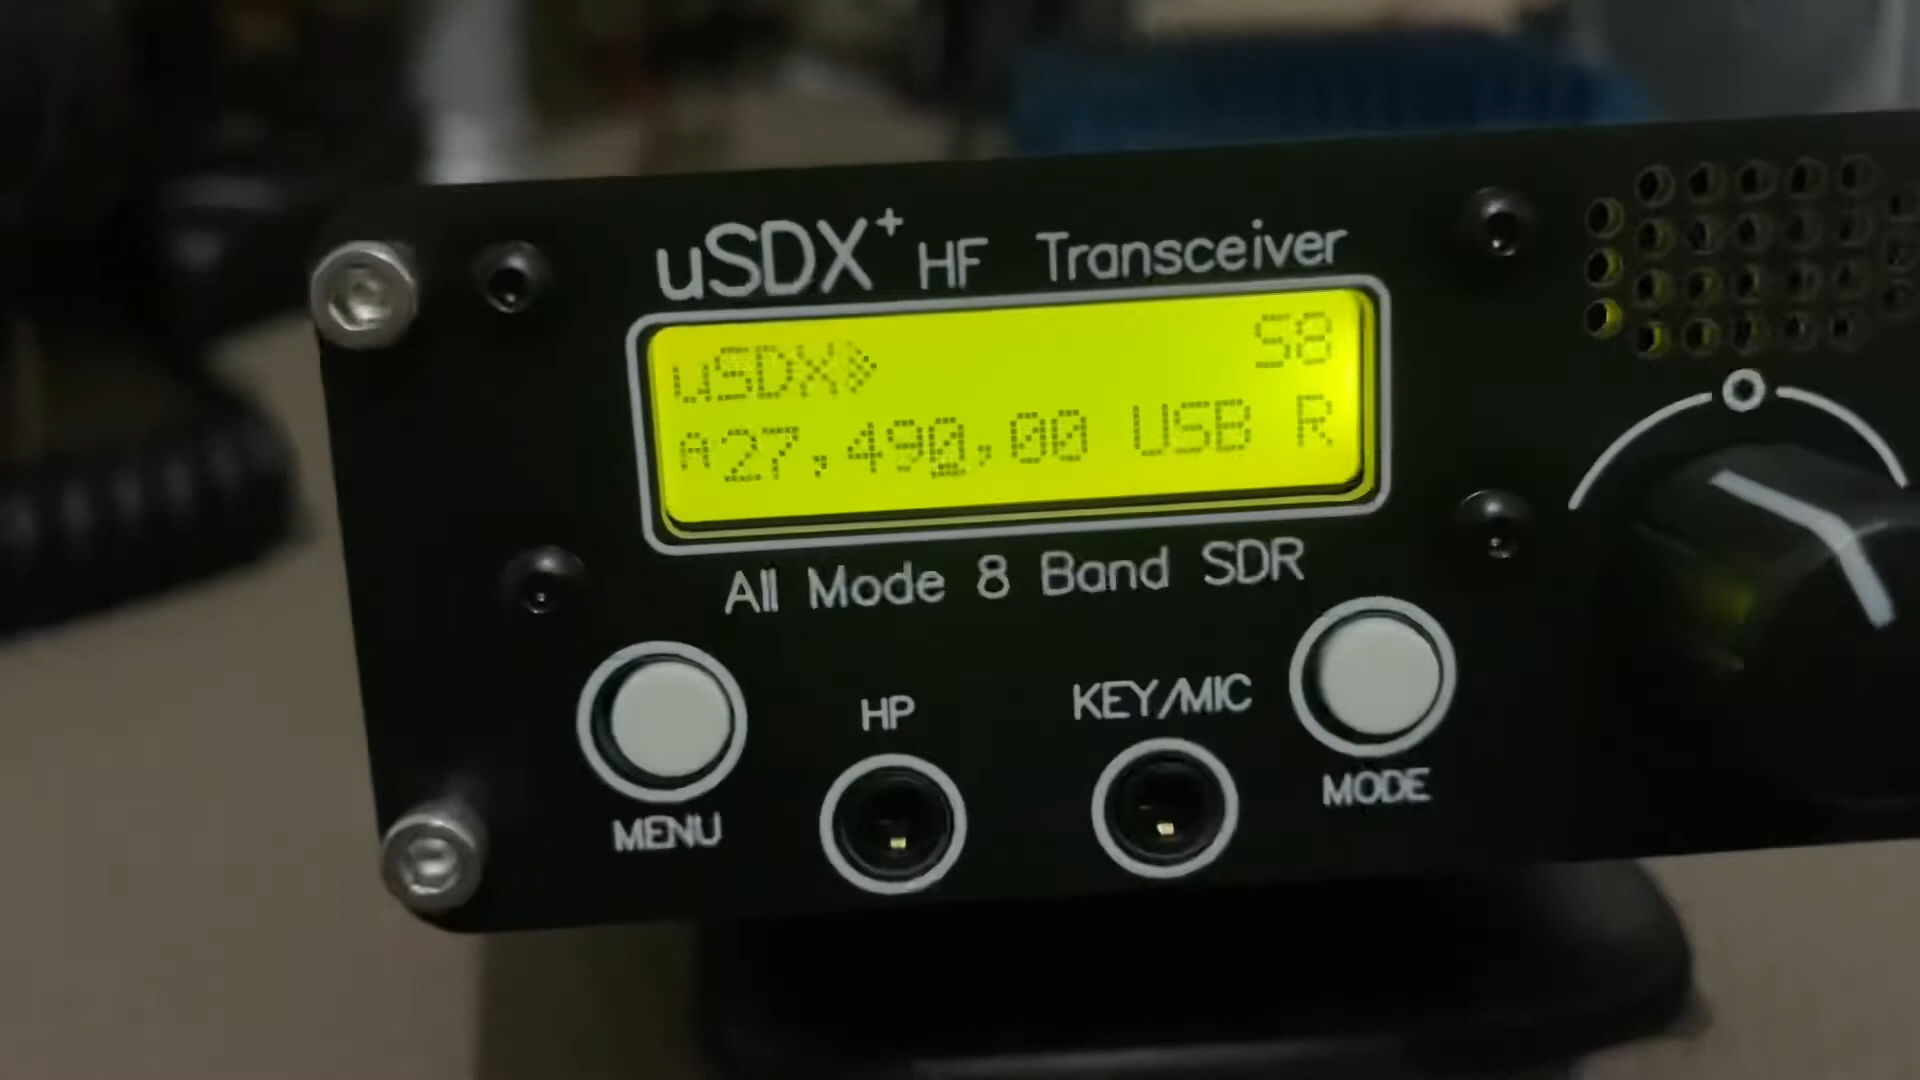 uSDX+ HF Transceiver
uSDX» S8
A27,490,00 USB R
All Mode 8 Band SDR
MENU
HP
KEY/MIC
MODE